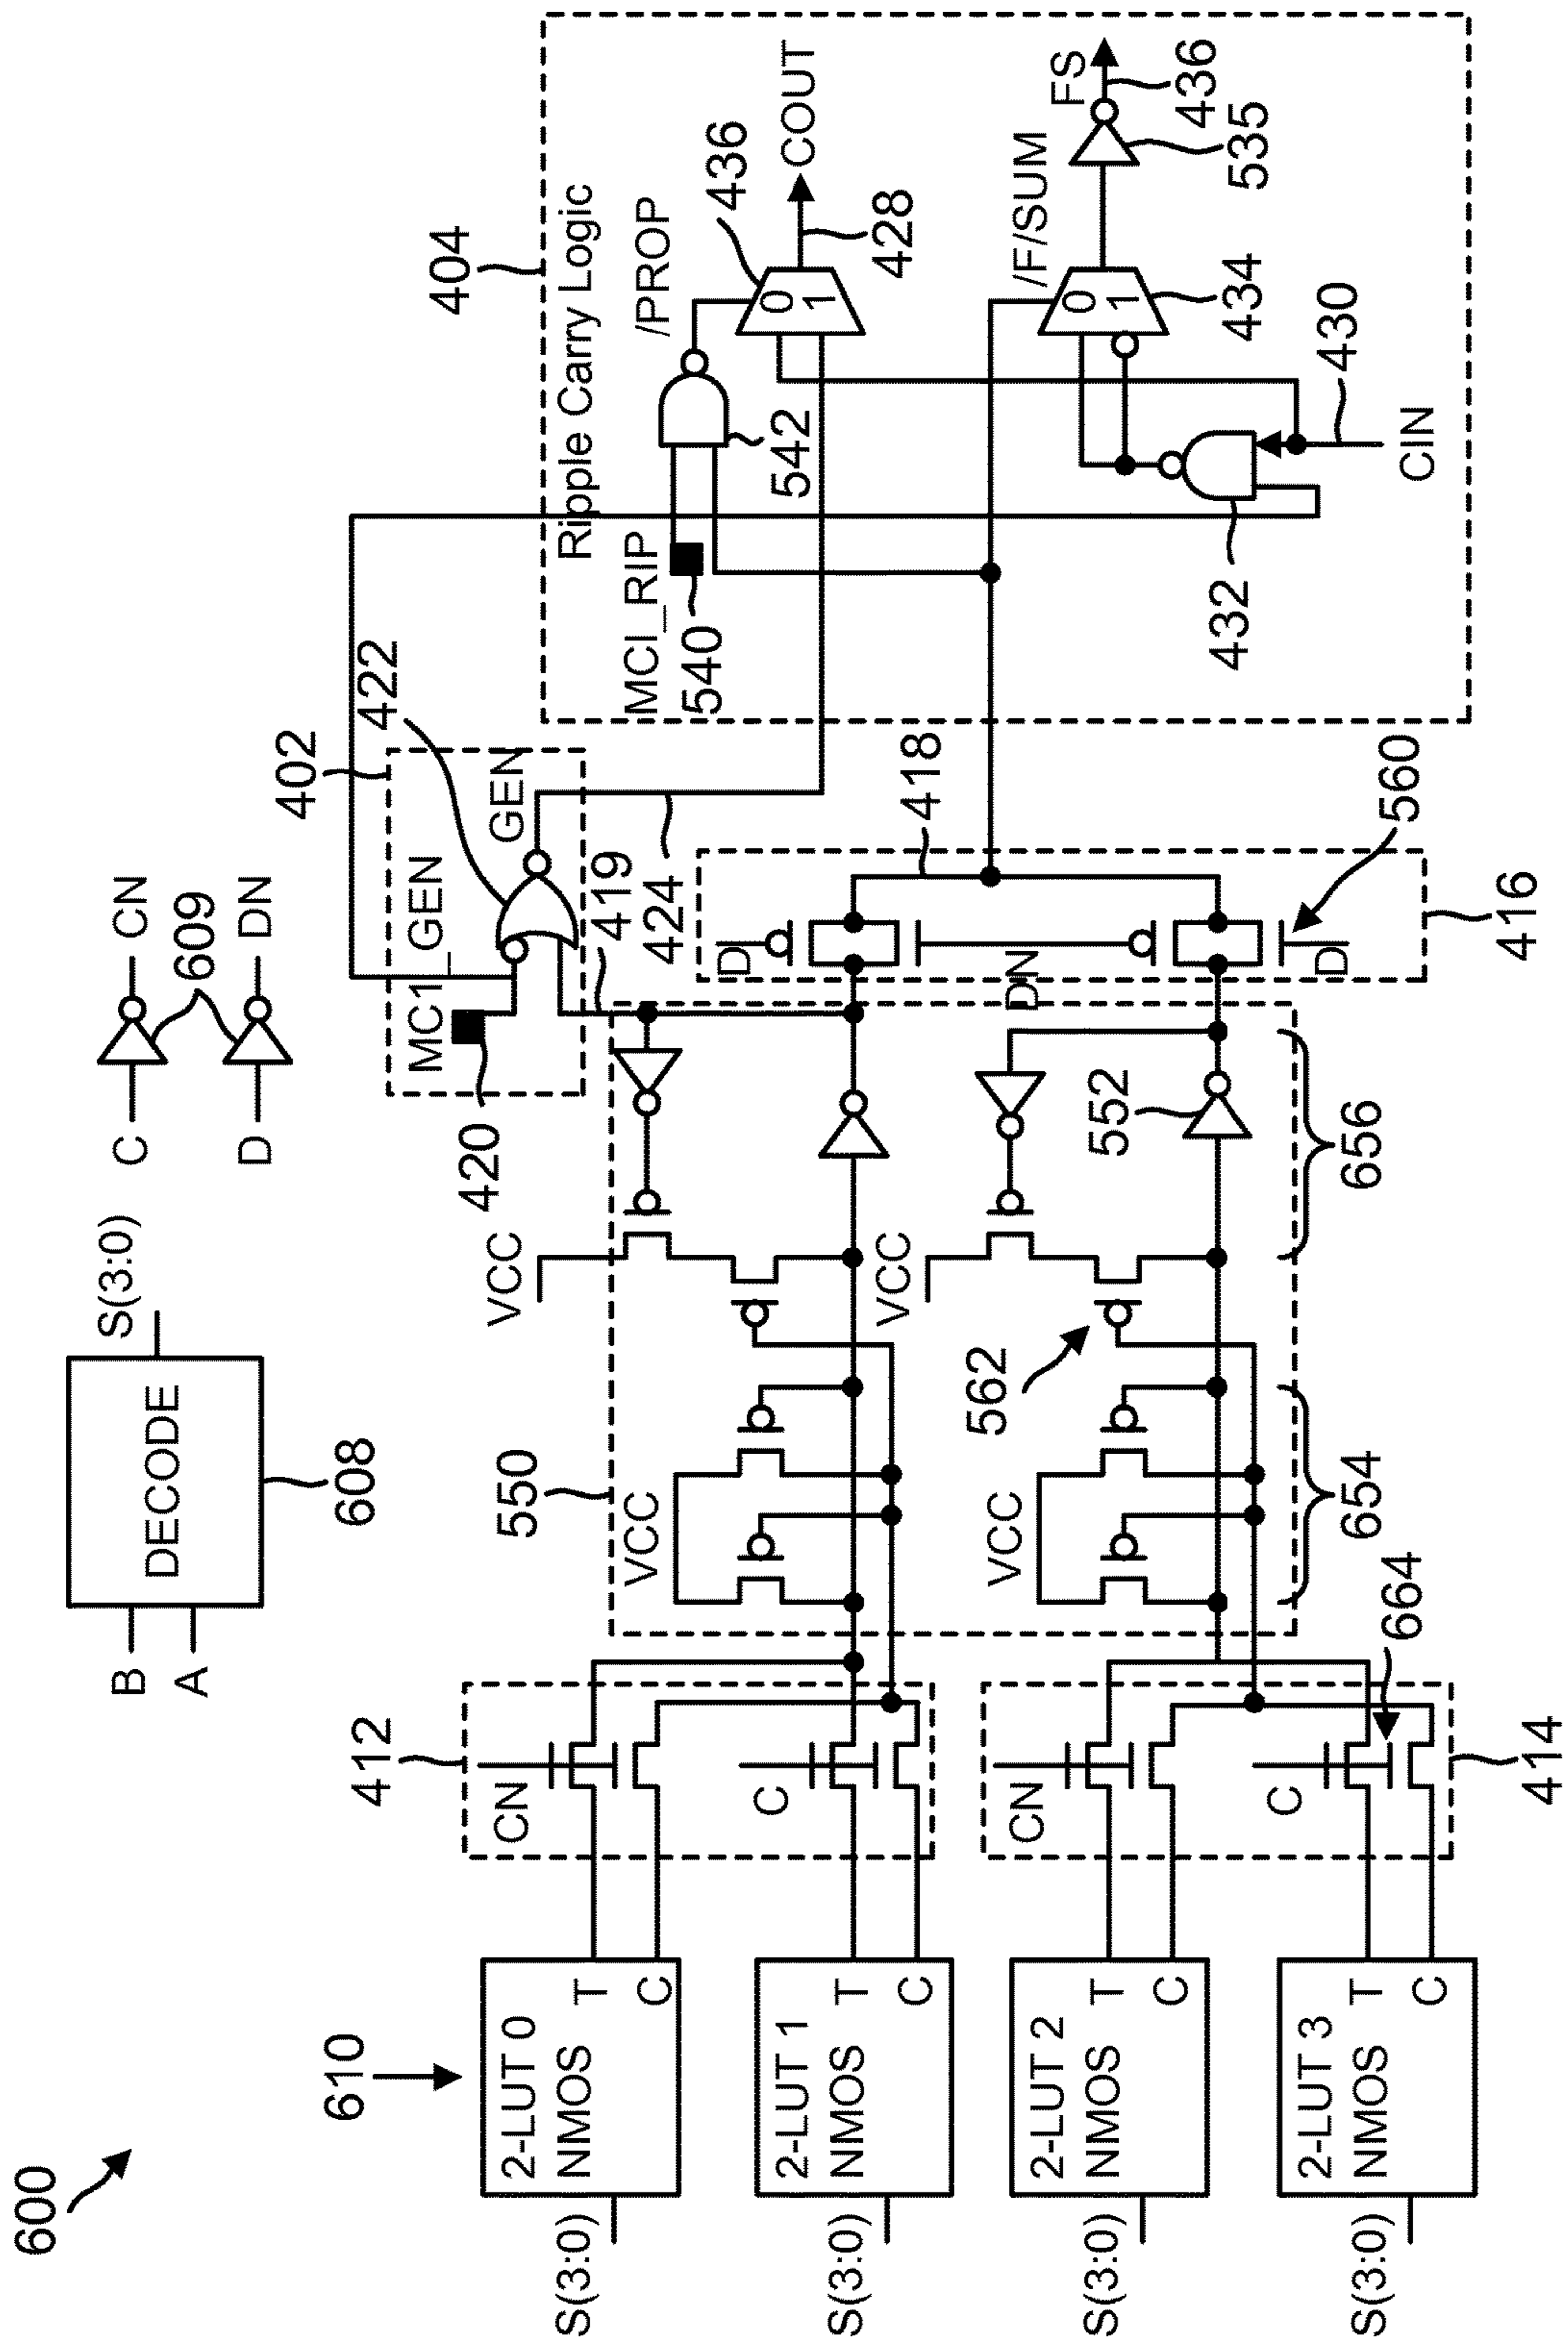 600
610
B
A
DECODE
608
S(3:0)
C
CN
D
DN
609
402
MC1_GEN
420
422
GEN
424
419
404
Ripple Carry Logic
MCI_RIP
540
542
/PROP
436
COUT
428
/F/SUM
FS
436
535
434
432
430
CIN
418
D
DN
D
560
416
550
VCC
VCC
VCC
VCC
562
552
654
656
412
CN
C
414
CN
C
664
S(3:0)
2-LUT 0
NMOS
T
C
S(3:0)
2-LUT 1
NMOS
T
C
S(3:0)
2-LUT 2
NMOS
T
C
S(3:0)
2-LUT 3
NMOS
T
C